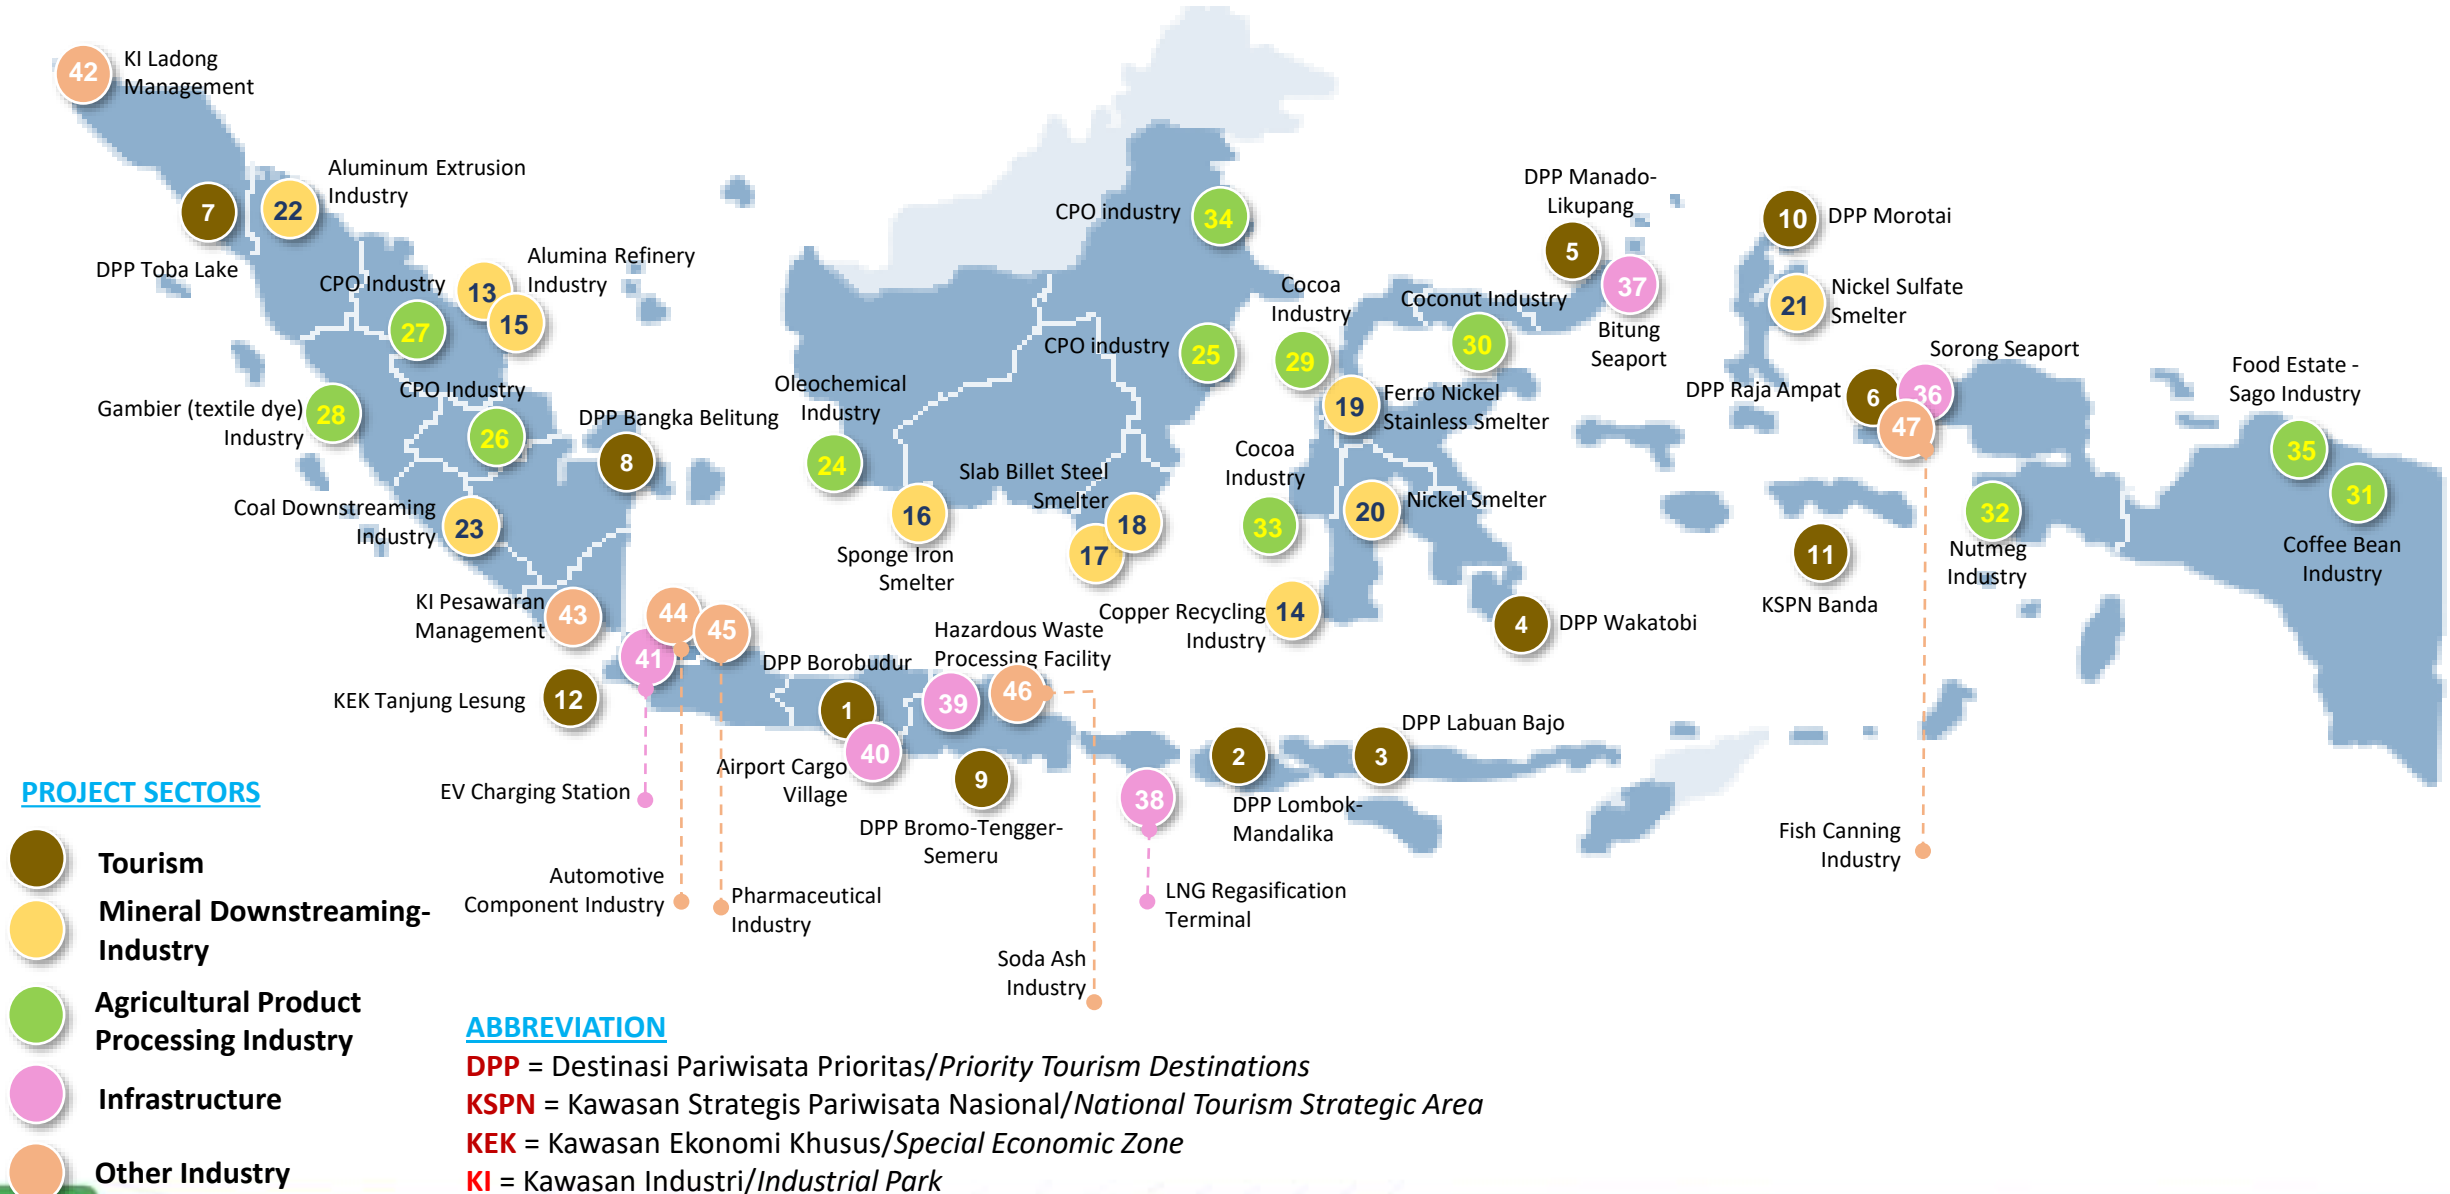 42
KI Ladong
Management
7
DPP Toba Lake
22
Aluminum Extrusion
Industry
CPO Industry
27
13
15
Alumina Refinery
Industry
Gambier (textile dye)
Industry
28
CPO Industry
26
DPP Bangka Belitung
8
Coal Downstreaming
Industry
23
KI Pesawaran
Management
43
44
45
41
KEK Tanjung Lesung
12
EV Charging Station
Automotive
Component Industry
Pharmaceutical
Industry
DPP Borobudur
1
40
Airport Cargo
Village
39
Hazardous Waste
Processing Facility
46
9
DPP Bromo-Tengger-
Semeru
Soda Ash
Industry
38
LNG Regasification
Terminal
2
DPP Lombok-
Mandalika
3
DPP Labuan Bajo
CPO industry
34
CPO industry
25
Oleochemical
Industry
24
16
Sponge Iron
Smelter
Slab Billet Steel
Smelter
18
17
Cocoa
Industry
29
Coconut Industry
30
DPP Manado-
Likupang
5
37
Bitung
Seaport
19
Ferro Nickel
Stainless Smelter
Cocoa
Industry
33
20
Nickel Smelter
Copper Recycling
Industry
14
4
DPP Wakatobi
10
DPP Morotai
21
Nickel Sulfate
Smelter
Sorong Seaport
DPP Raja Ampat
6
36
47
11
KSPN Banda
32
Nutmeg
Industry
Food Estate -
Sago Industry
35
31
Coffee Bean
Industry
Fish Canning
Industry
PROJECT SECTORS
Tourism
Mineral Downstreaming-
Industry
Agricultural Product
Processing Industry
Infrastructure
Other Industry
ABBREVIATION
DPP = Destinasi Pariwisata Prioritas/Priority Tourism Destinations
KSPN = Kawasan Strategis Pariwisata Nasional/National Tourism Strategic Area
KEK = Kawasan Ekonomi Khusus/Special Economic Zone
KI = Kawasan Industri/Industrial Park